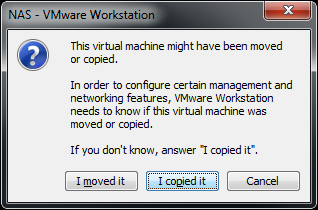 NAS - VMware Workstation
This virtual machine might have been moved
or copied.
In order to configure certain management and
networking features, VMware Workstation
needs to know if this virtual machine was
moved or copied.
If you don't know, answer "I copied it".
I moved it I copied it Cancel